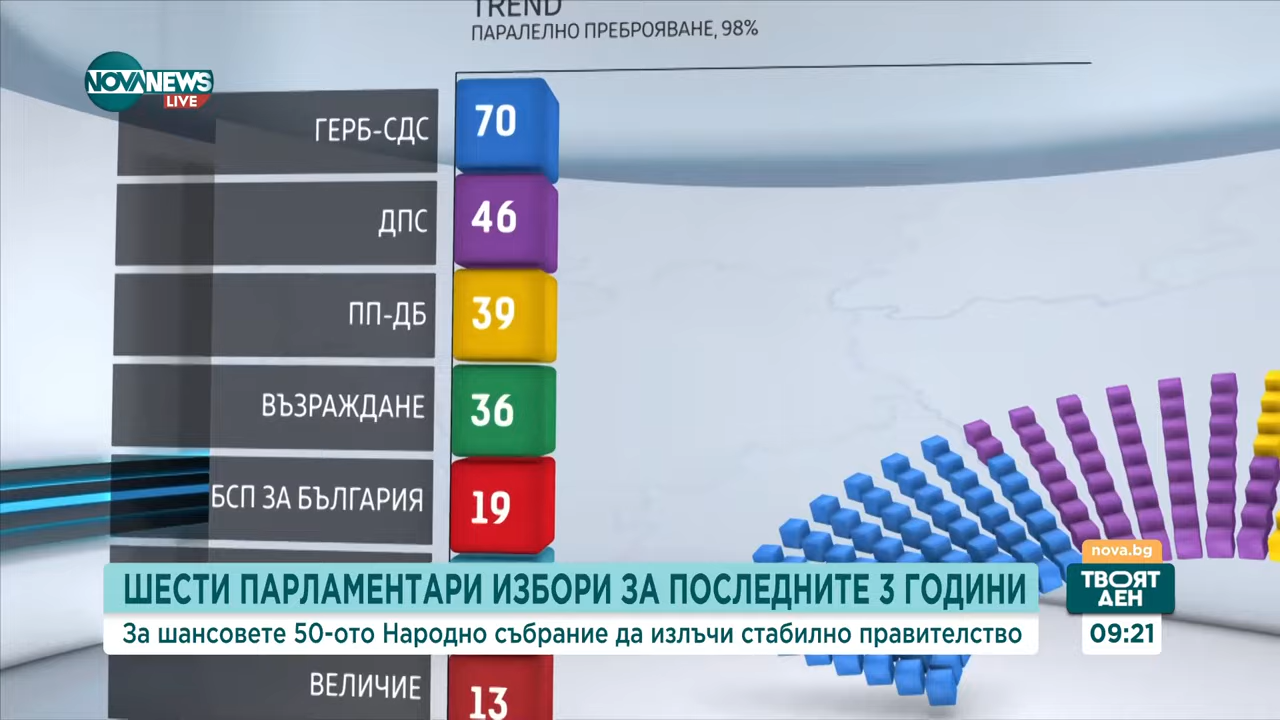 TREND
ПАРАЛЕЛНО ПРЕБРОЯВАНЕ, 98%
NOVANEWS
LIVE
ГЕРБ-СДС 70
ДПС 46
ПП-ДБ 39
ВЪЗРАЖДАНЕ 36
БСП ЗА БЪЛГАРИЯ 19
nova.bg
ШЕСТИ ПАРЛАМЕНТАРИ ИЗБОРИ ЗА ПОСЛЕДНИТЕ 3 ГОДИНИ
ТВОЯТ
ДЕН
За шансовете 50-ото Народно събрание да излъчи стабилно правителство
09:21
ВЕЛИЧИЕ 13